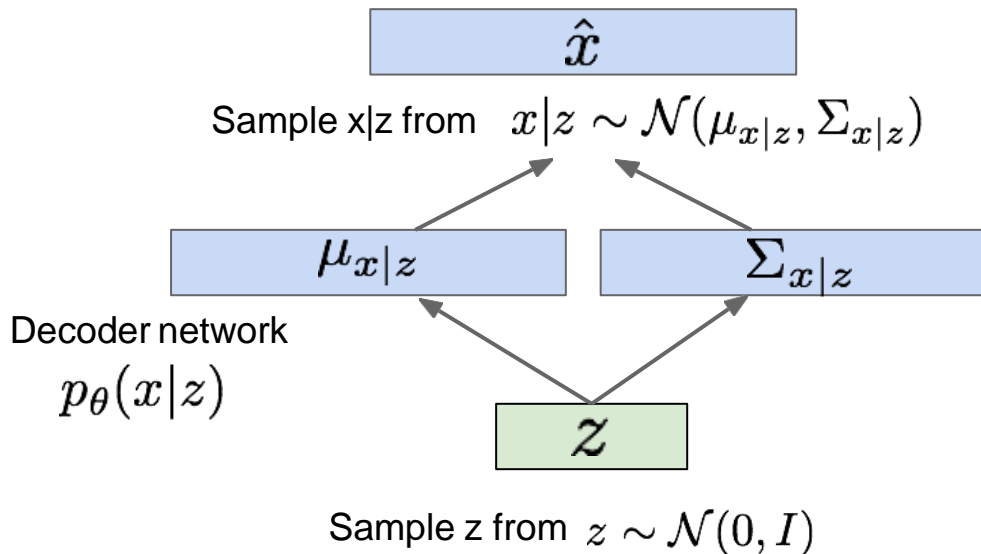 x̂
Sample x|z from x|z ∼ 𝒩(μ_{x|z}, Σ_{x|z})
μ_{x|z} Σ_{x|z}
Decoder network
p_θ(x|z)
z
Sample z from z ∼ 𝒩(0, I)